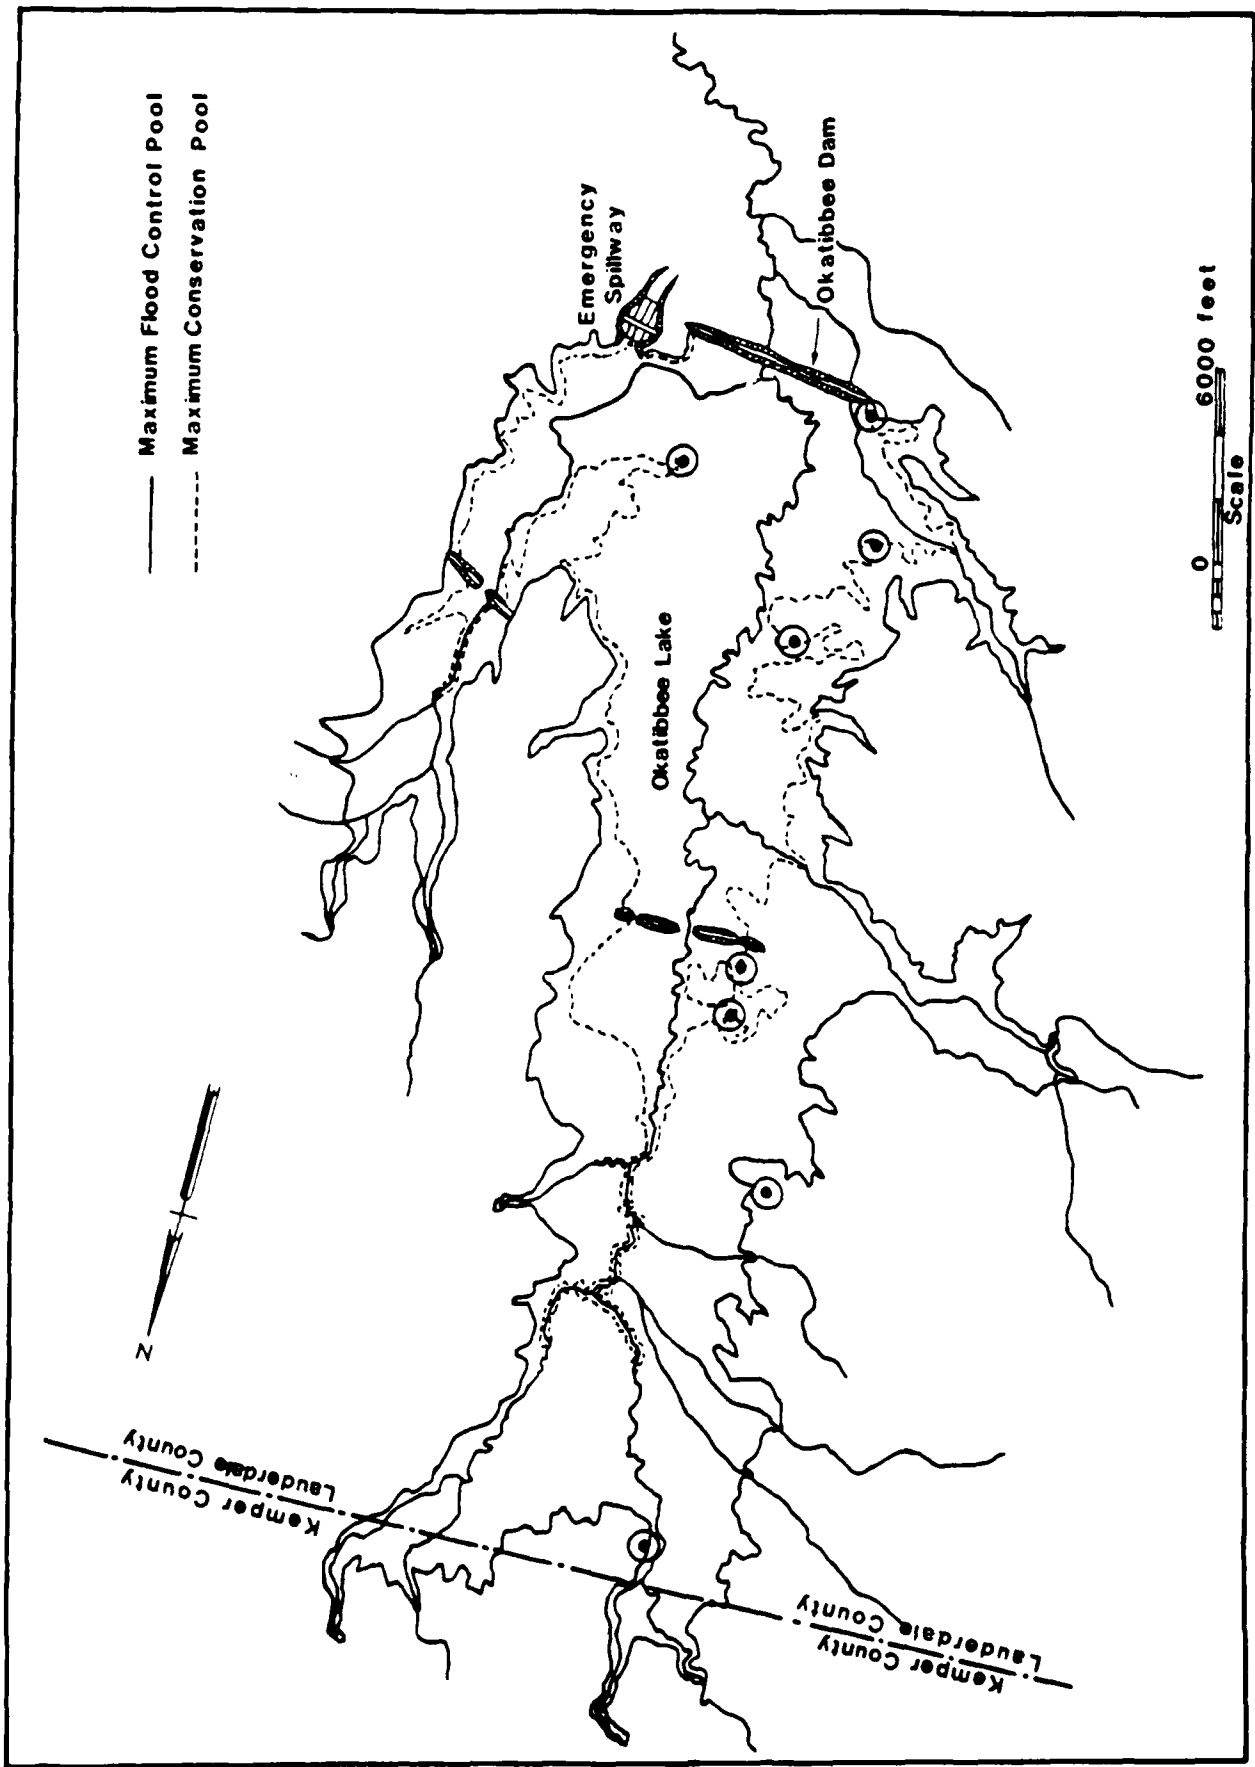 Maximum Flood Control Pool
Maximum Conservation Pool
Emergency
Spillway
Okatibbee Dam
Okatibbee Lake
0 6000 feet
Scale
N
Lauderdale County
Kemper County
Lauderdale County
Kemper County